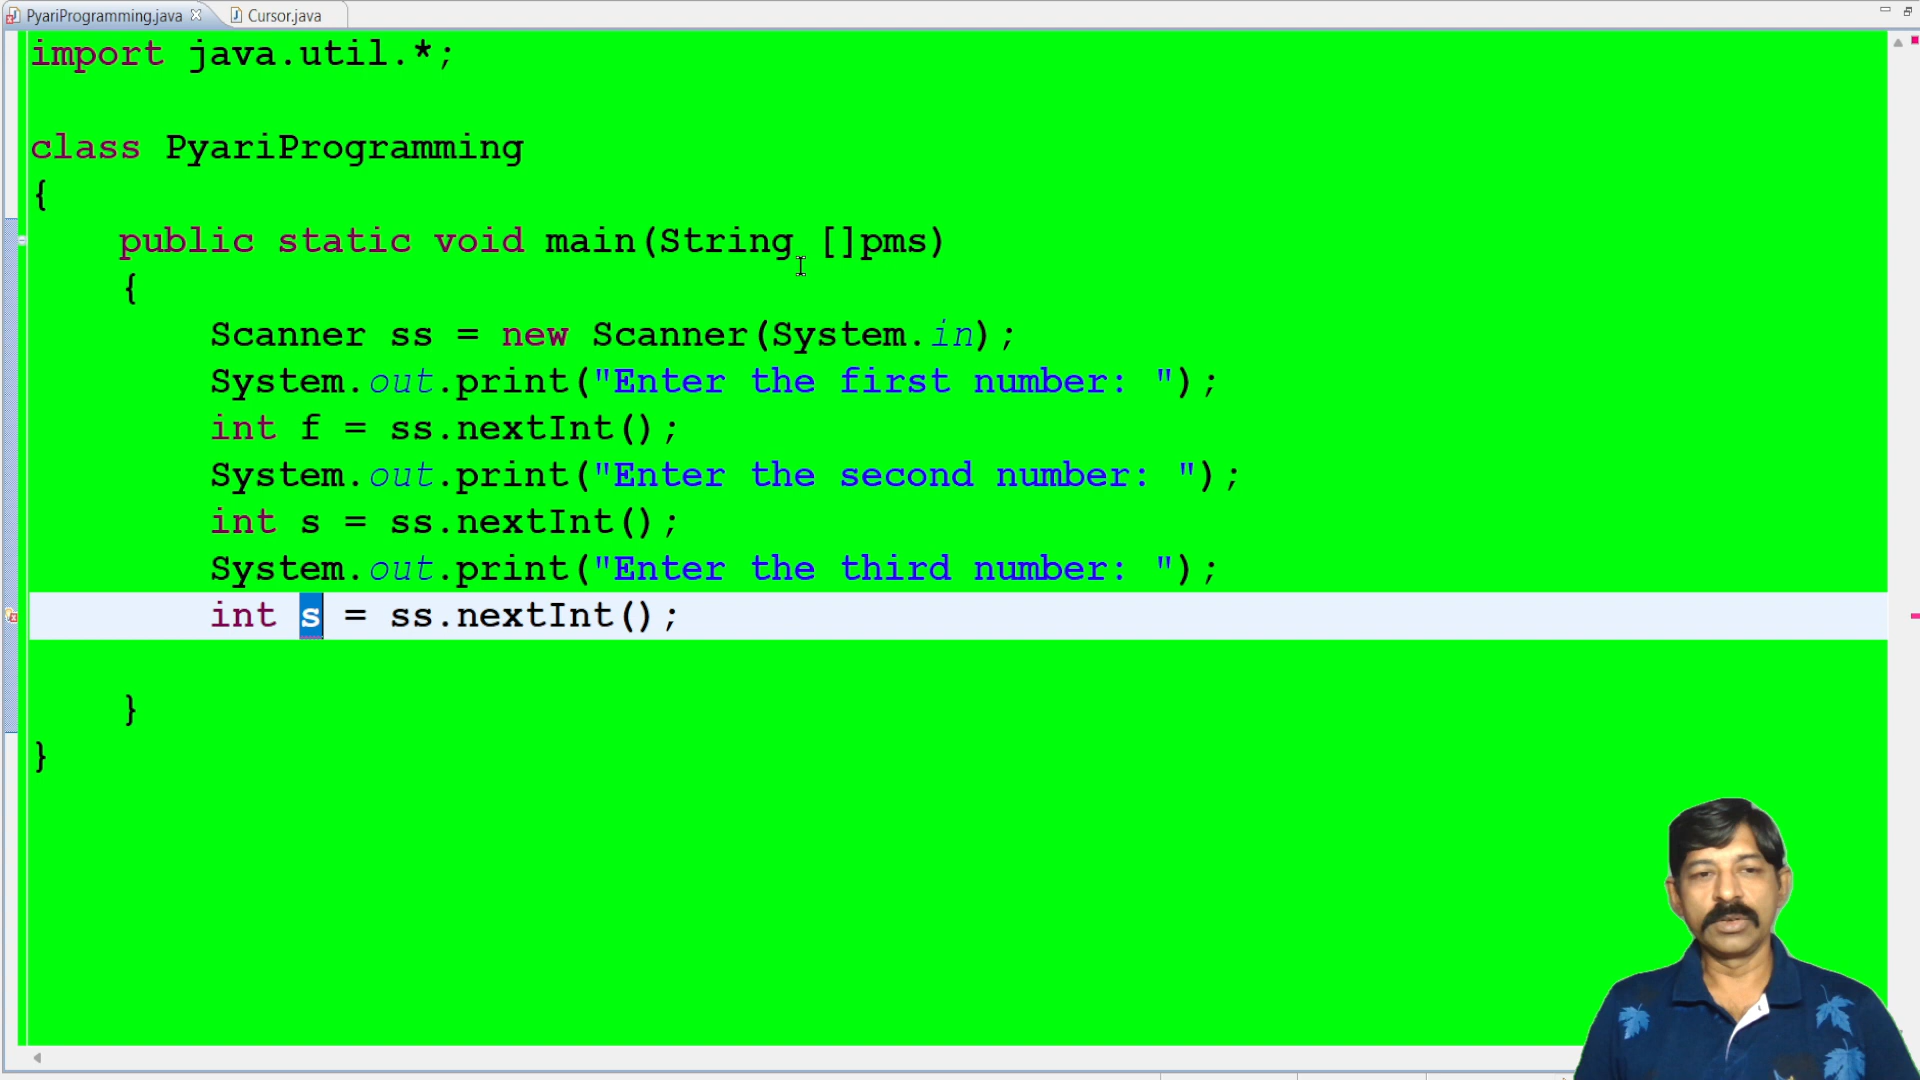 PyariProgramming.java
Cursor.java
import java.util.*;
class PyariProgramming
{
public static void main(String []pms)
{
Scanner ss = new Scanner(System.in);
System.out.print("Enter the first number: ");
int f = ss.nextInt();
System.out.print("Enter the second number: ");
int s = ss.nextInt();
System.out.print("Enter the third number: ");
int s = ss.nextInt();
}
}